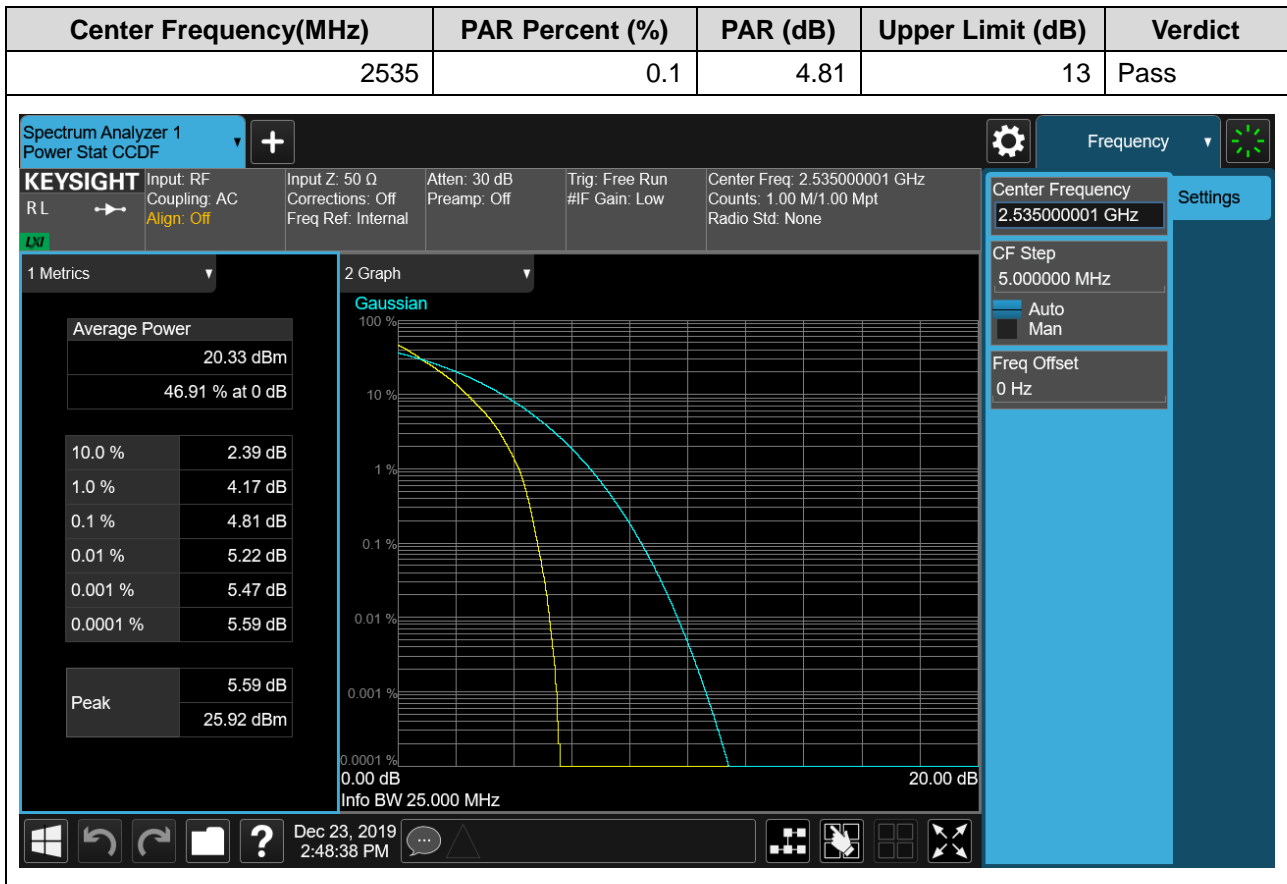 Center Frequency(MHz) PAR Percent (%) PAR (dB) Upper Limit (dB) Verdict
2535 0.1 4.81 13 Pass
Spectrum Analyzer 1
Power Stat CCDF
Frequency
KEYSIGHT
RL
LXI
Input: RF
Coupling: AC
Align: Off
Input Z: 50 Ω
Corrections: Off
Freq Ref: Internal
Atten: 30 dB
Preamp: Off
Trig: Free Run
#IF Gain: Low
Center Freq: 2.535000001 GHz
Counts: 1.00 M/1.00 Mpt
Radio Std: None
Center Frequency
2.535000001 GHz
Settings
CF Step
5.000000 MHz
Auto
Man
Freq Offset
0 Hz
1 Metrics
Average Power
20.33 dBm
46.91 % at 0 dB
10.0 % 2.39 dB
1.0 % 4.17 dB
0.1 % 4.81 dB
0.01 % 5.22 dB
0.001 % 5.47 dB
0.0001 % 5.59 dB
Peak
5.59 dB
25.92 dBm
2 Graph
Gaussian
100 %
10 %
1 %
0.1 %
0.01 %
0.001 %
0.0001 %
0.00 dB 20.00 dB
Info BW 25.000 MHz
Dec 23, 2019
2:48:38 PM